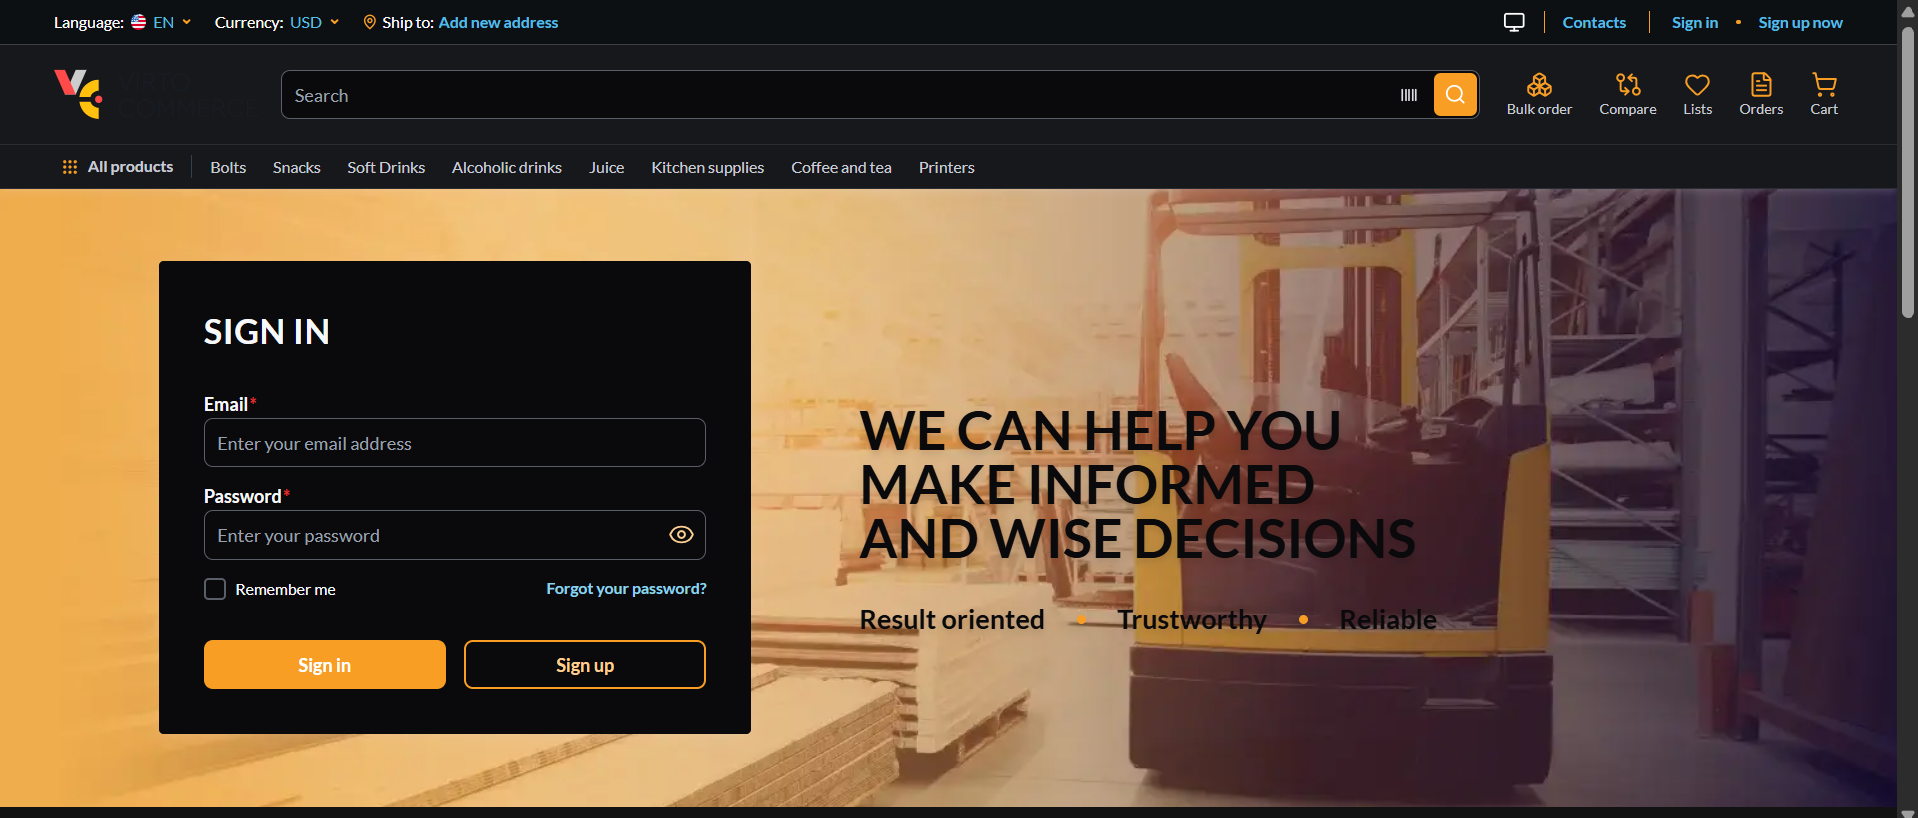 Language: EN Currency: USD Ship to: Add new address Contacts Sign in • Sign up now
VIRTO
COMMERCE
Search
Bulk order Compare Lists Orders Cart
All products Bolts Snacks Soft Drinks Alcoholic drinks Juice Kitchen supplies Coffee and tea Printers
SIGN IN
Email*
Enter your email address
Password*
Enter your password
Remember me Forgot your password?
Sign in Sign up
WE CAN HELP YOU
MAKE INFORMED
AND WISE DECISIONS
Result oriented • Trustworthy • Reliable